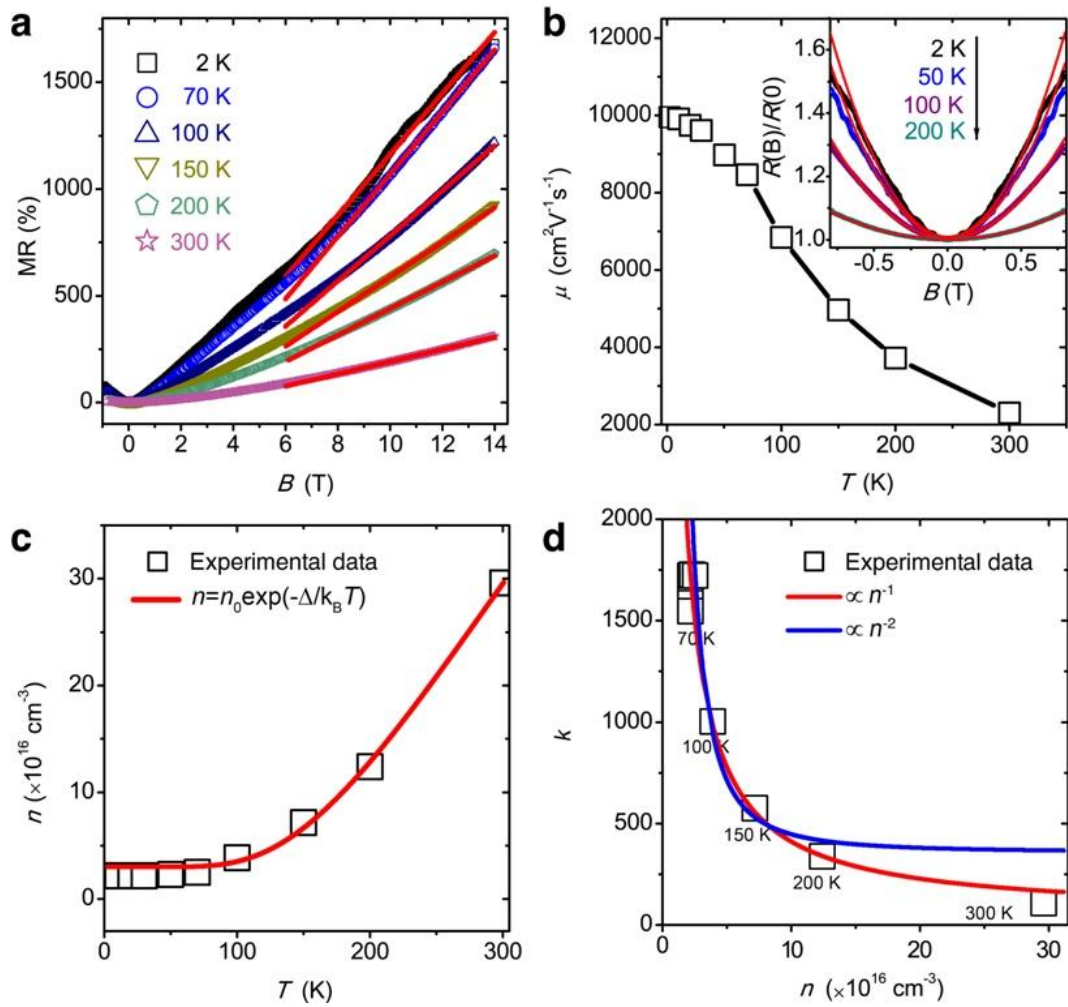 a
MR (%)
1500
1000
500
0
2 K
70 K
100 K
150 K
200 K
300 K
0 2 4 6 8 10 12 14
B (T)
b
μ (cm²V⁻¹s⁻¹)
12000
10000
8000
6000
4000
2000
0 100 200 300
T (K)
R(B)/R(0)
1.6
1.4
1.2
1.0
2 K
50 K
100 K
200 K
-0.5 0.0 0.5
B (T)
c
n (×10¹⁶ cm⁻³)
30
20
10
0
Experimental data
n=n₀exp(-Δ/k_BT)
0 100 200 300
T (K)
d
k
2000
1500
1000
500
0
Experimental data
∝ n⁻¹
∝ n⁻²
70 K
100 K
150 K
200 K
300 K
0 10 20 30
n (×10¹⁶ cm⁻³)